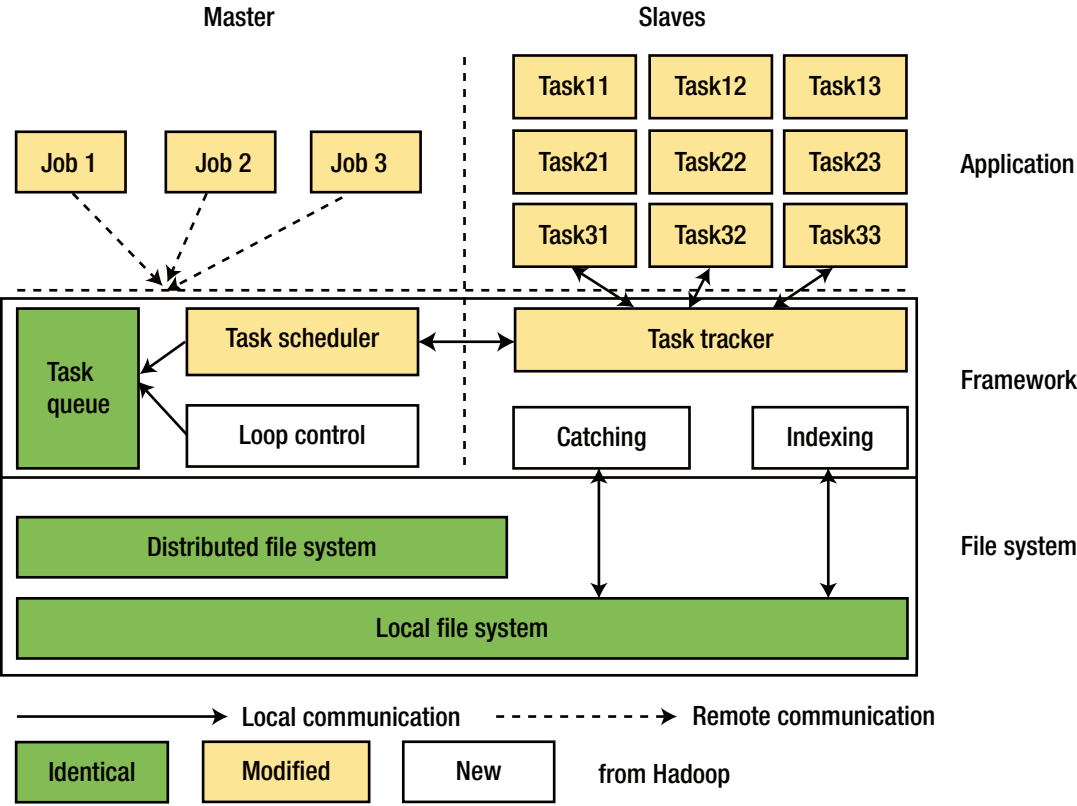 Master
Slaves
Task11
Task12
Task13
Job 1
Job 2
Job 3
Task21
Task22
Task23
Application
Task31
Task32
Task33
Task
queue
Task scheduler
Task tracker
Framework
Loop control
Catching
Indexing
Distributed file system
File system
Local file system
Local communication
Remote communication
Identical
Modified
New
from Hadoop